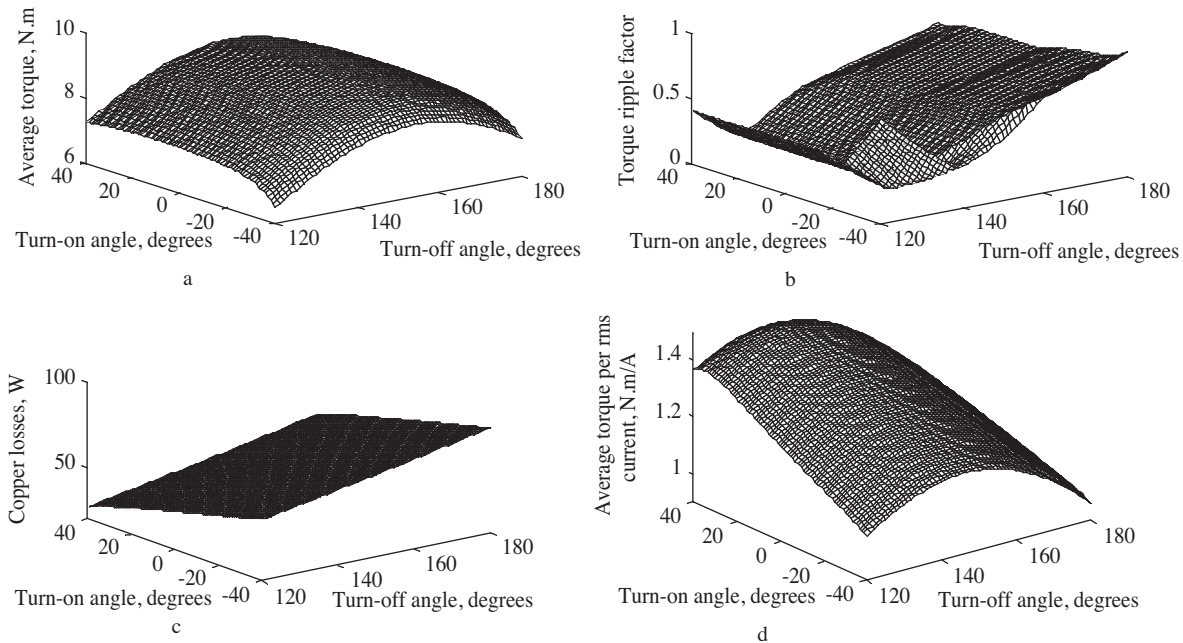 Average torque, N.m
10
8
6
40
20
0
-20
-40
120
140
160
180
Turn-on angle, degrees
Turn-off angle, degrees
a
Torque ripple factor
1
0.5
0
40
20
0
-20
-40
120
140
160
180
Turn-on angle, degrees
Turn-off angle, degrees
b
Copper losses, W
100
50
40
20
0
-20
-40
120
140
160
180
Turn-on angle, degrees
Turn-off angle, degrees
c
Average torque per rms
current, N.m/A
1.4
1.2
1
40
20
0
-20
-40
120
140
160
180
Turn-on angle, degrees
Turn-off angle, degrees
d